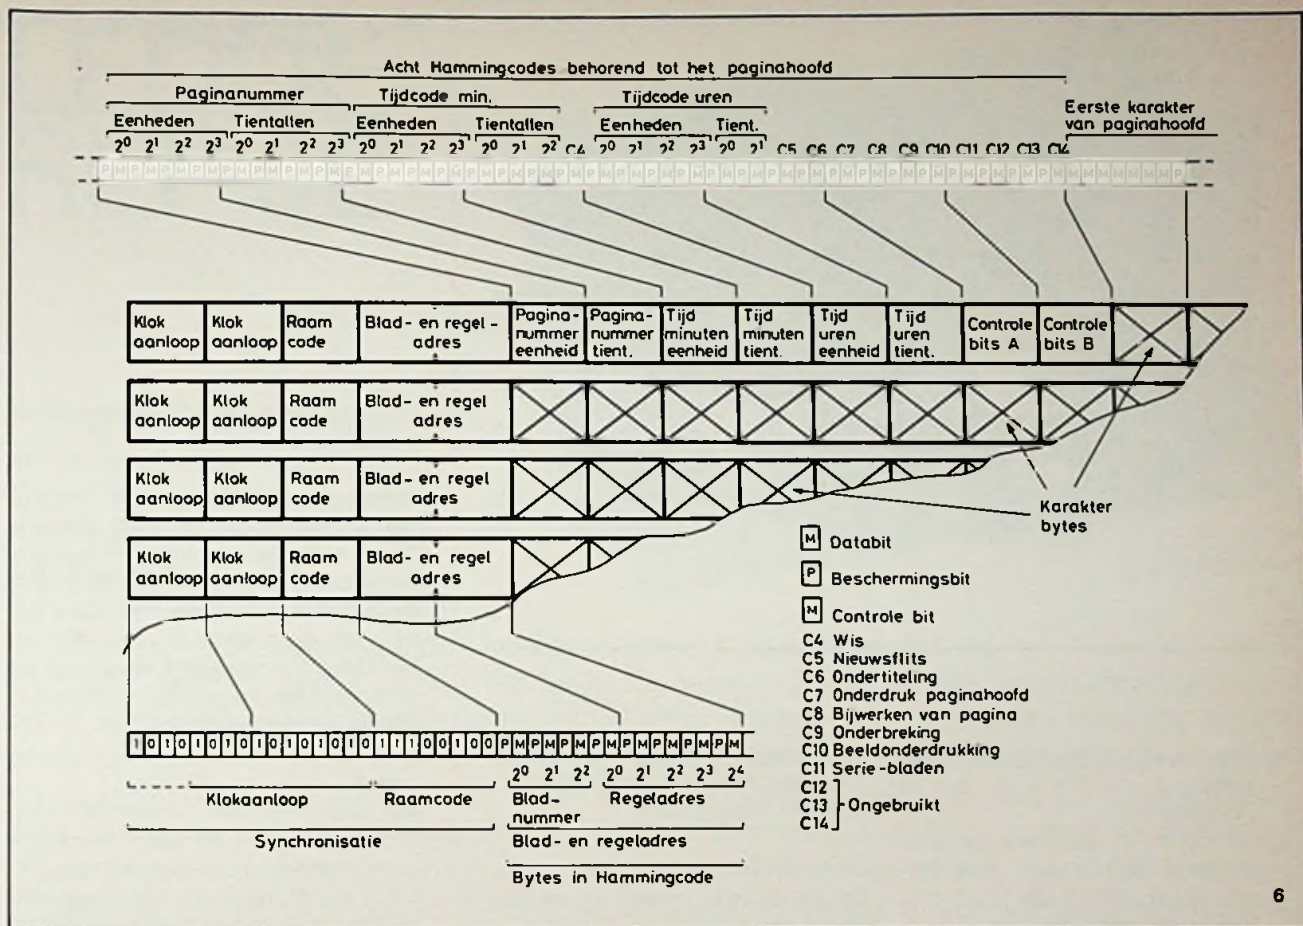 Acht Hammingcodes behorend tot het paginahoofd
Paginanummer Tijdcode min. Tijdcode uren
Eerste karakter
van paginahoofd
Eenheden Tientallen Eenheden Tientallen Eenheden Tient.
2⁰ 2¹ 2² 2³ 2⁰ 2¹ 2² 2³ 2⁰ 2¹ 2² 2³ 2⁰ 2¹ 2² C4 2⁰ 2¹ 2² 2³ 2⁰ 2¹ C5 C6 C7 C8 C9 C10 C11 C12 C13 C14
Klok aanloop
Klok aanloop
Raam code
Blad- en regel-adres
Pagina-nummer eenheid
Pagina-nummer tient.
Tijd minuten eenheid
Tijd minuten tient.
Tijd uren eenheid
Tijd uren tient.
Controle bits A
Controle bits B
Klok aanloop
Klok aanloop
Raam code
Blad- en regel adres
Klok aanloop
Klok aanloop
Raam code
Blad- en regel adres
Klok aanloop
Klok aanloop
Raam code
Blad- en regel adres
Karakter
bytes
M Databit
P Beschermingsbit
M Controle bit
C4 Wis
C5 Nieuwsflits
C6 Ondertiteling
C7 Onderdruk paginahoofd
C8 Bijwerken van pagina
C9 Onderbreking
C10 Beeldonderdrukking
C11 Serie-bladen
C12
C13 Ongebruikt
C14
1 0 1 0 1 0 1 0 1 0 1 0 1 0 1 0 1 1 1 0 0 1 0 0 P M P M P M P M P M P M P M P M
2⁰ 2¹ 2² 2⁰ 2¹ 2² 2³ 2⁴
Klokaanloop Raamcode Blad-nummer Regeladres
Synchronisatie Blad- en regeladres
Bytes in Hammingcode
6